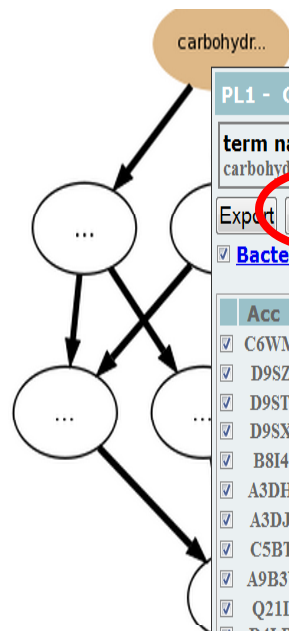 carbohydr...
PL1 -
term na
carbohyd
Export
Bacte
...
Acc
C6WM
D9SZ
D9ST
...
D9SX
B8I4
A3DH
A3DJ
C5BT
A9B3
Q21I